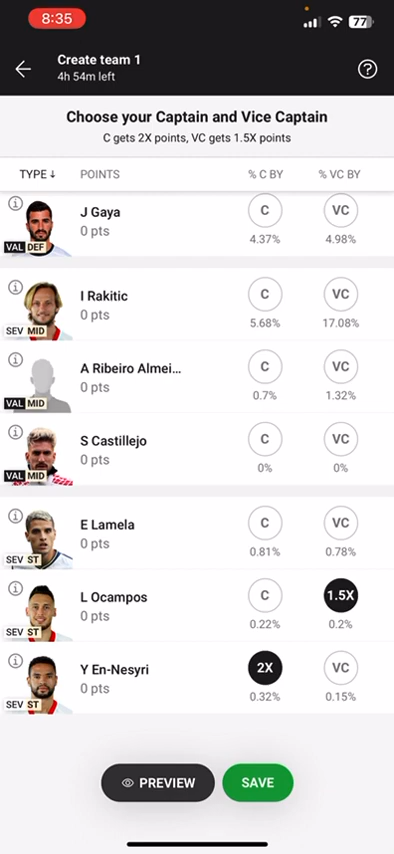 8:35
77
Create team 1
4h 54m left
?
Choose your Captain and Vice Captain
C gets 2X points, VC gets 1.5X points
TYPE↓ POINTS % C BY % VC BY
i
J Gaya C VC
0 pts
VAL DEF 4.37% 4.98%
i
I Rakitic C VC
0 pts
SEV MID 5.68% 17.08%
i
A Ribeiro Almei... C VC
0 pts
VAL MID 0.7% 1.32%
i
S Castillejo C VC
0 pts
VAL MID 0% 0%
i
E Lamela C VC
0 pts
SEV ST 0.81% 0.78%
i
L Ocampos C 1.5X
0 pts
SEV ST 0.22% 0.2%
i
Y En-Nesyri 2X VC
0 pts
SEV ST 0.32% 0.15%
PREVIEW SAVE